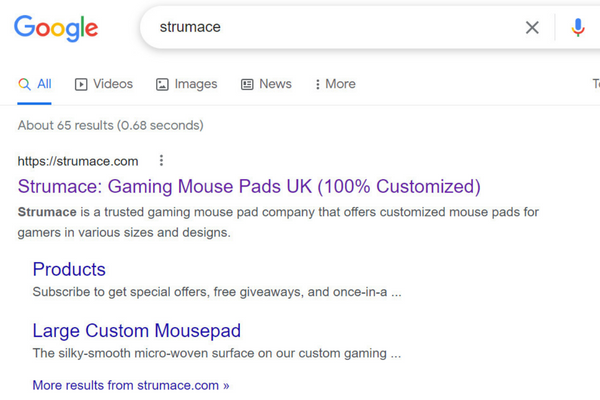 Google
strumace
All Videos Images News More
About 65 results (0.68 seconds)
https://strumace.com
Strumace: Gaming Mouse Pads UK (100% Customized)
Strumace is a trusted gaming mouse pad company that offers customized mouse pads for
gamers in various sizes and designs.
Products
Subscribe to get special offers, free giveaways, and once-in-a ...
Large Custom Mousepad
The silky-smooth micro-woven surface on our custom gaming ...
More results from strumace.com »